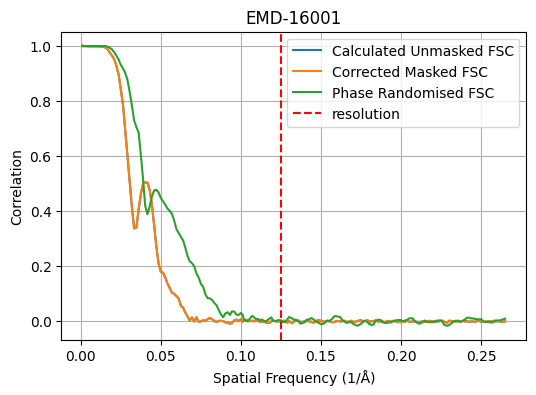 EMD-16001
Calculated Unmasked FSC
Corrected Masked FSC
Phase Randomised FSC
resolution
Correlation
1.0
0.8
0.6
0.4
0.2
0.0
0.00 0.05 0.10 0.15 0.20 0.25
Spatial Frequency (1/Å)